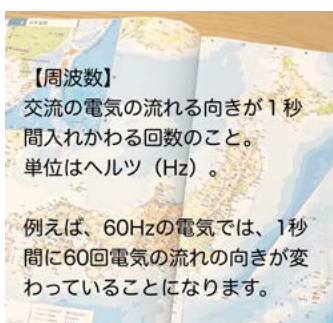 【周波数】
交流の電気の流れる向きが１秒
間入れかわる回数のこと。
単位はヘルツ（Hz）。
例えば、60Hzの電気では、1秒
間に60回電気の流れの向きが変
わっていることになります。